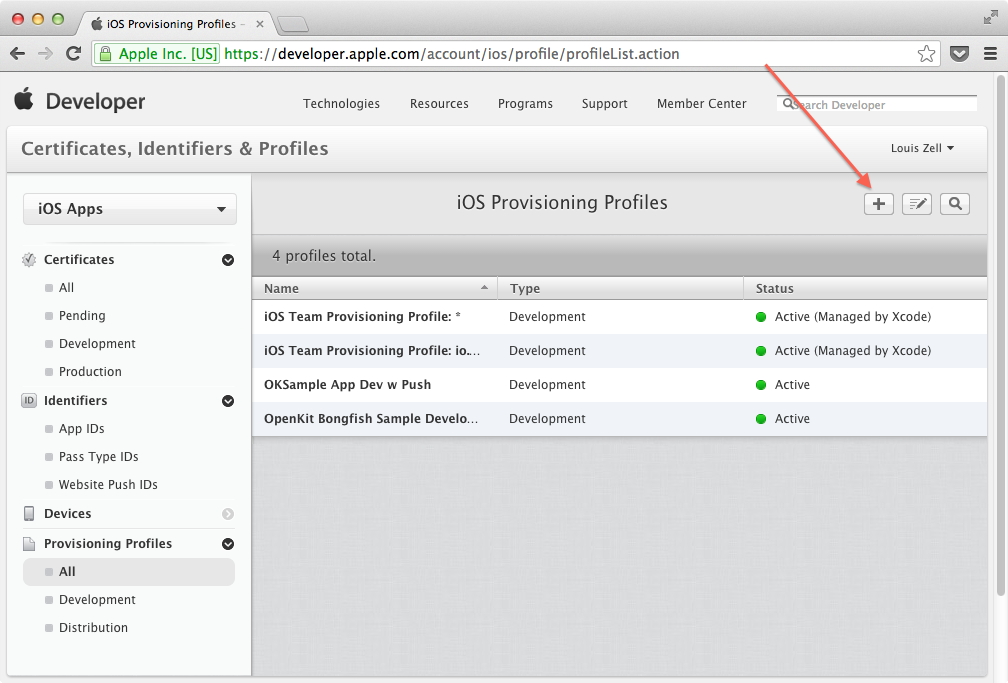 iOS Provisioning Profiles –
Apple Inc. [US] https://developer.apple.com/account/ios/profile/profileList.action
Developer
Technologies Resources Programs Support Member Center Search Developer
Certificates, Identifiers & Profiles Louis Zell
iOS Apps
iOS Provisioning Profiles
4 profiles total.
Name Type Status
iOS Team Provisioning Profile: * Development Active (Managed by Xcode)
iOS Team Provisioning Profile: io.... Development Active (Managed by Xcode)
OKSample App Dev w Push Development Active
OpenKit Bongfish Sample Develo... Development Active
Certificates
All
Pending
Development
Production
ID Identifiers
App IDs
Pass Type IDs
Website Push IDs
Devices
Provisioning Profiles
All
Development
Distribution